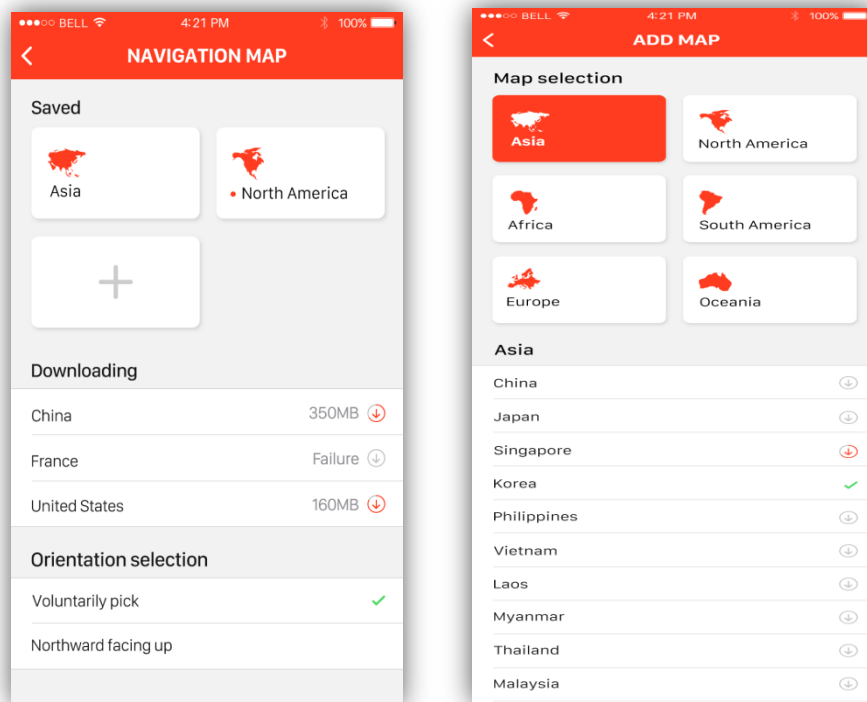 BELL 4:21 PM 100%
NAVIGATION MAP
Saved
Asia
North America
Downloading
China 350MB
France Failure
United States 160MB
Orientation selection
Voluntarily pick
Northward facing up
BELL 4:21 PM 100%
ADD MAP
Map selection
Asia North America
Africa South America
Europe Oceania
Asia
China
Japan
Singapore
Korea
Philippines
Vietnam
Laos
Myanmar
Thailand
Malaysia